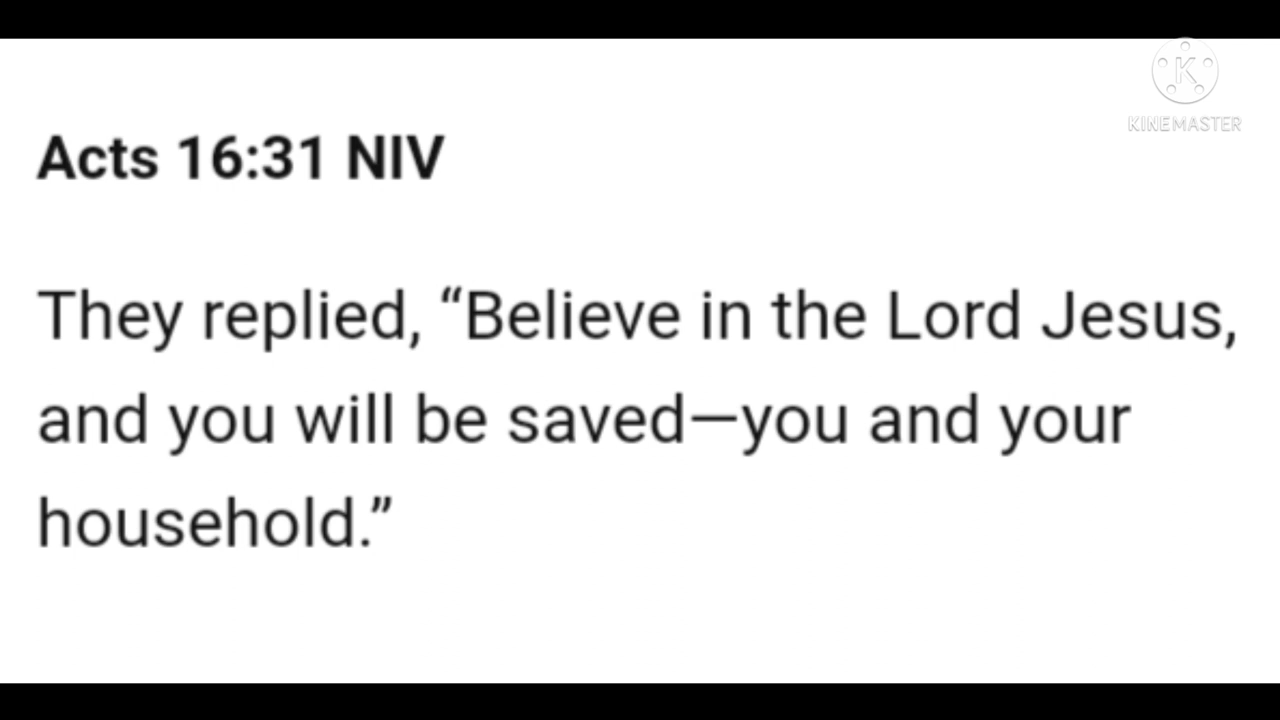 K
KINEMASTER
Acts 16:31 NIV
They replied, “Believe in the Lord Jesus,
and you will be saved—you and your
household.”